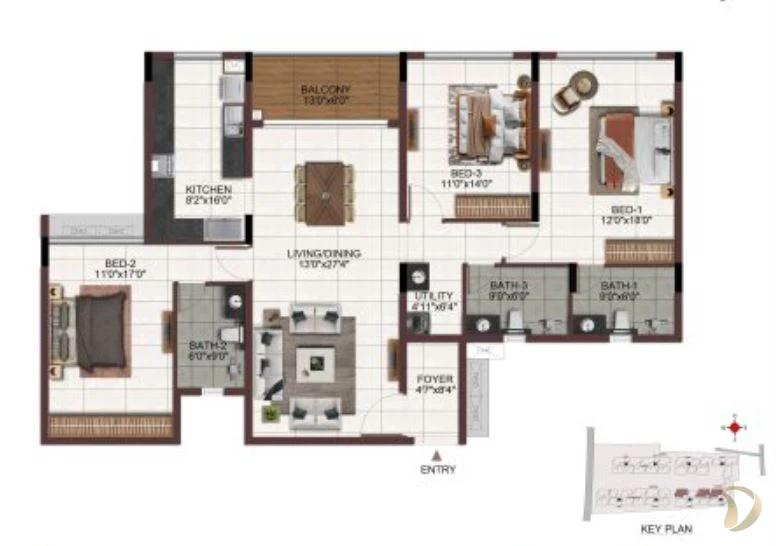 BALCONY
13'0"x6'0"
KITCHEN
8'2"x16'0"
BED-3
11'0"x14'0"
BED-1
12'0"x18'0"
LIVING/DINING
13'0"x27'4"
BED-2
11'0"x17'0"
UTILITY
4'11"x6'4"
BATH-3
9'0"x6'0"
BATH-1
9'0"x6'0"
BATH-2
6'0"x9'0"
FOYER
4'7"x8'4"
ENTRY
KEY PLAN